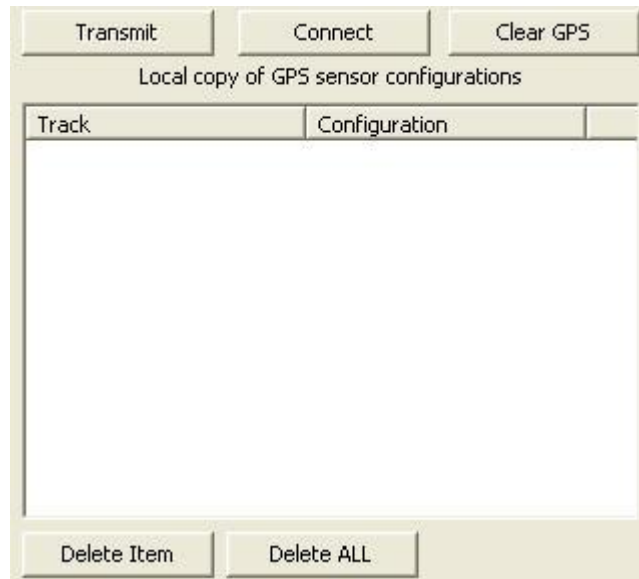 Transmit Connect Clear GPS
Local copy of GPS sensor configurations
Track Configuration
Delete Item Delete ALL